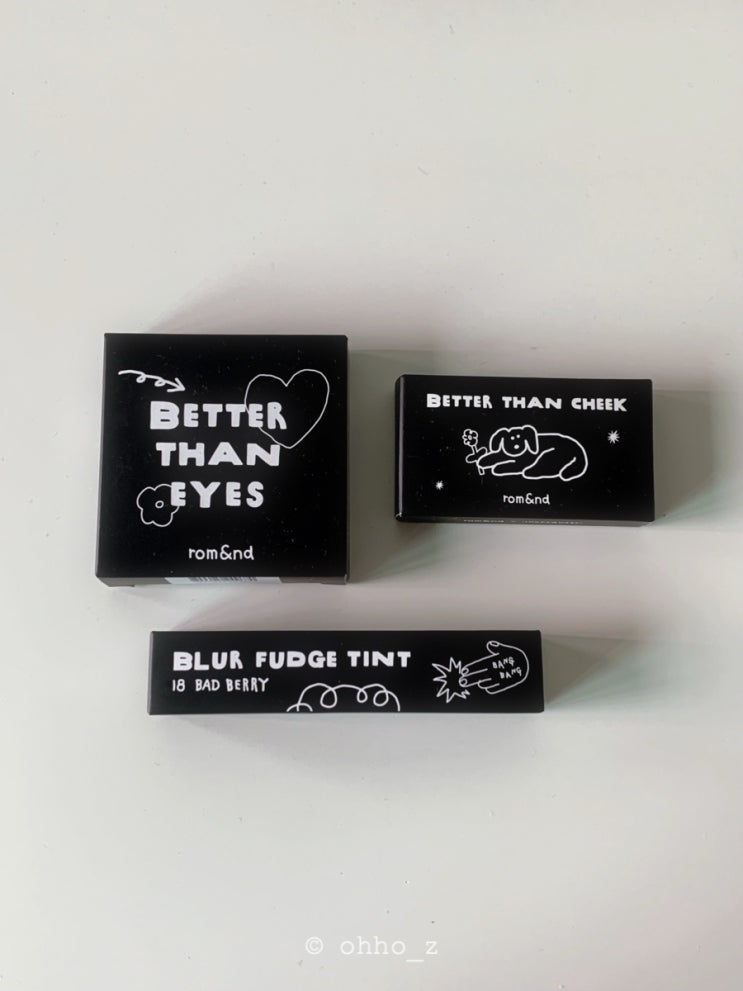 BETTER
THAN
EYES
rom&nd
BETTER THAN CHEEK
rom&nd
BLUR FUDGE TINT
18 BAD BERRY
BANG
BANG
© ohho_z